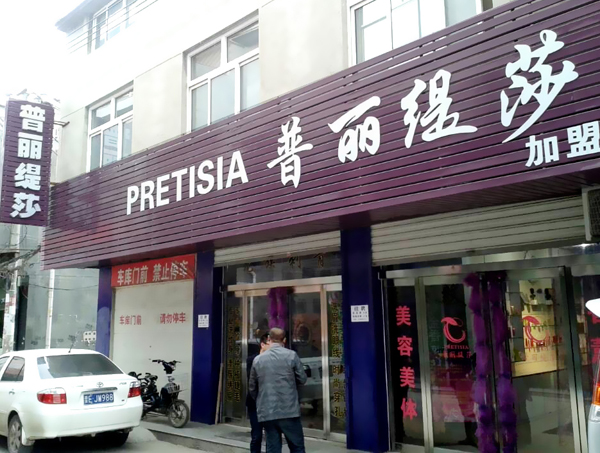 普丽缇莎
PRETISIA 普丽缇莎
加盟
车库门前 禁止停车
车库门前 请勿停车
美容美体
PRETISIA